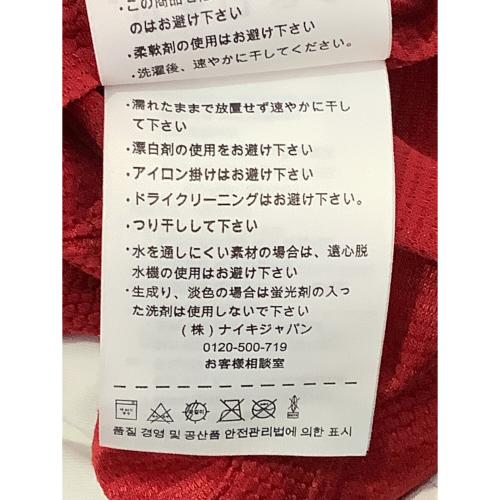 のはお避け下さい
・柔軟剤の使用はお避け下さい
・洗濯後、速やかに干してください。
・濡れたままで放置せず速やかに干し
て下さい
・漂白剤の使用をお避け下さい
・アイロン掛けはお避け下さい
・ドライクリーニングはお避け下さい。
・つり干しして下さい
・水を通しにくい素材の場合は、遠心脱
水機の使用はお避け下さい
・生成り、淡色の場合は蛍光剤の入っ
た洗剤は使用しないで下さい
(株)ナイキジャパン
0120-500-719
お客様相談室
품질 경영 및 공산품 안전관리법에 의한 표시